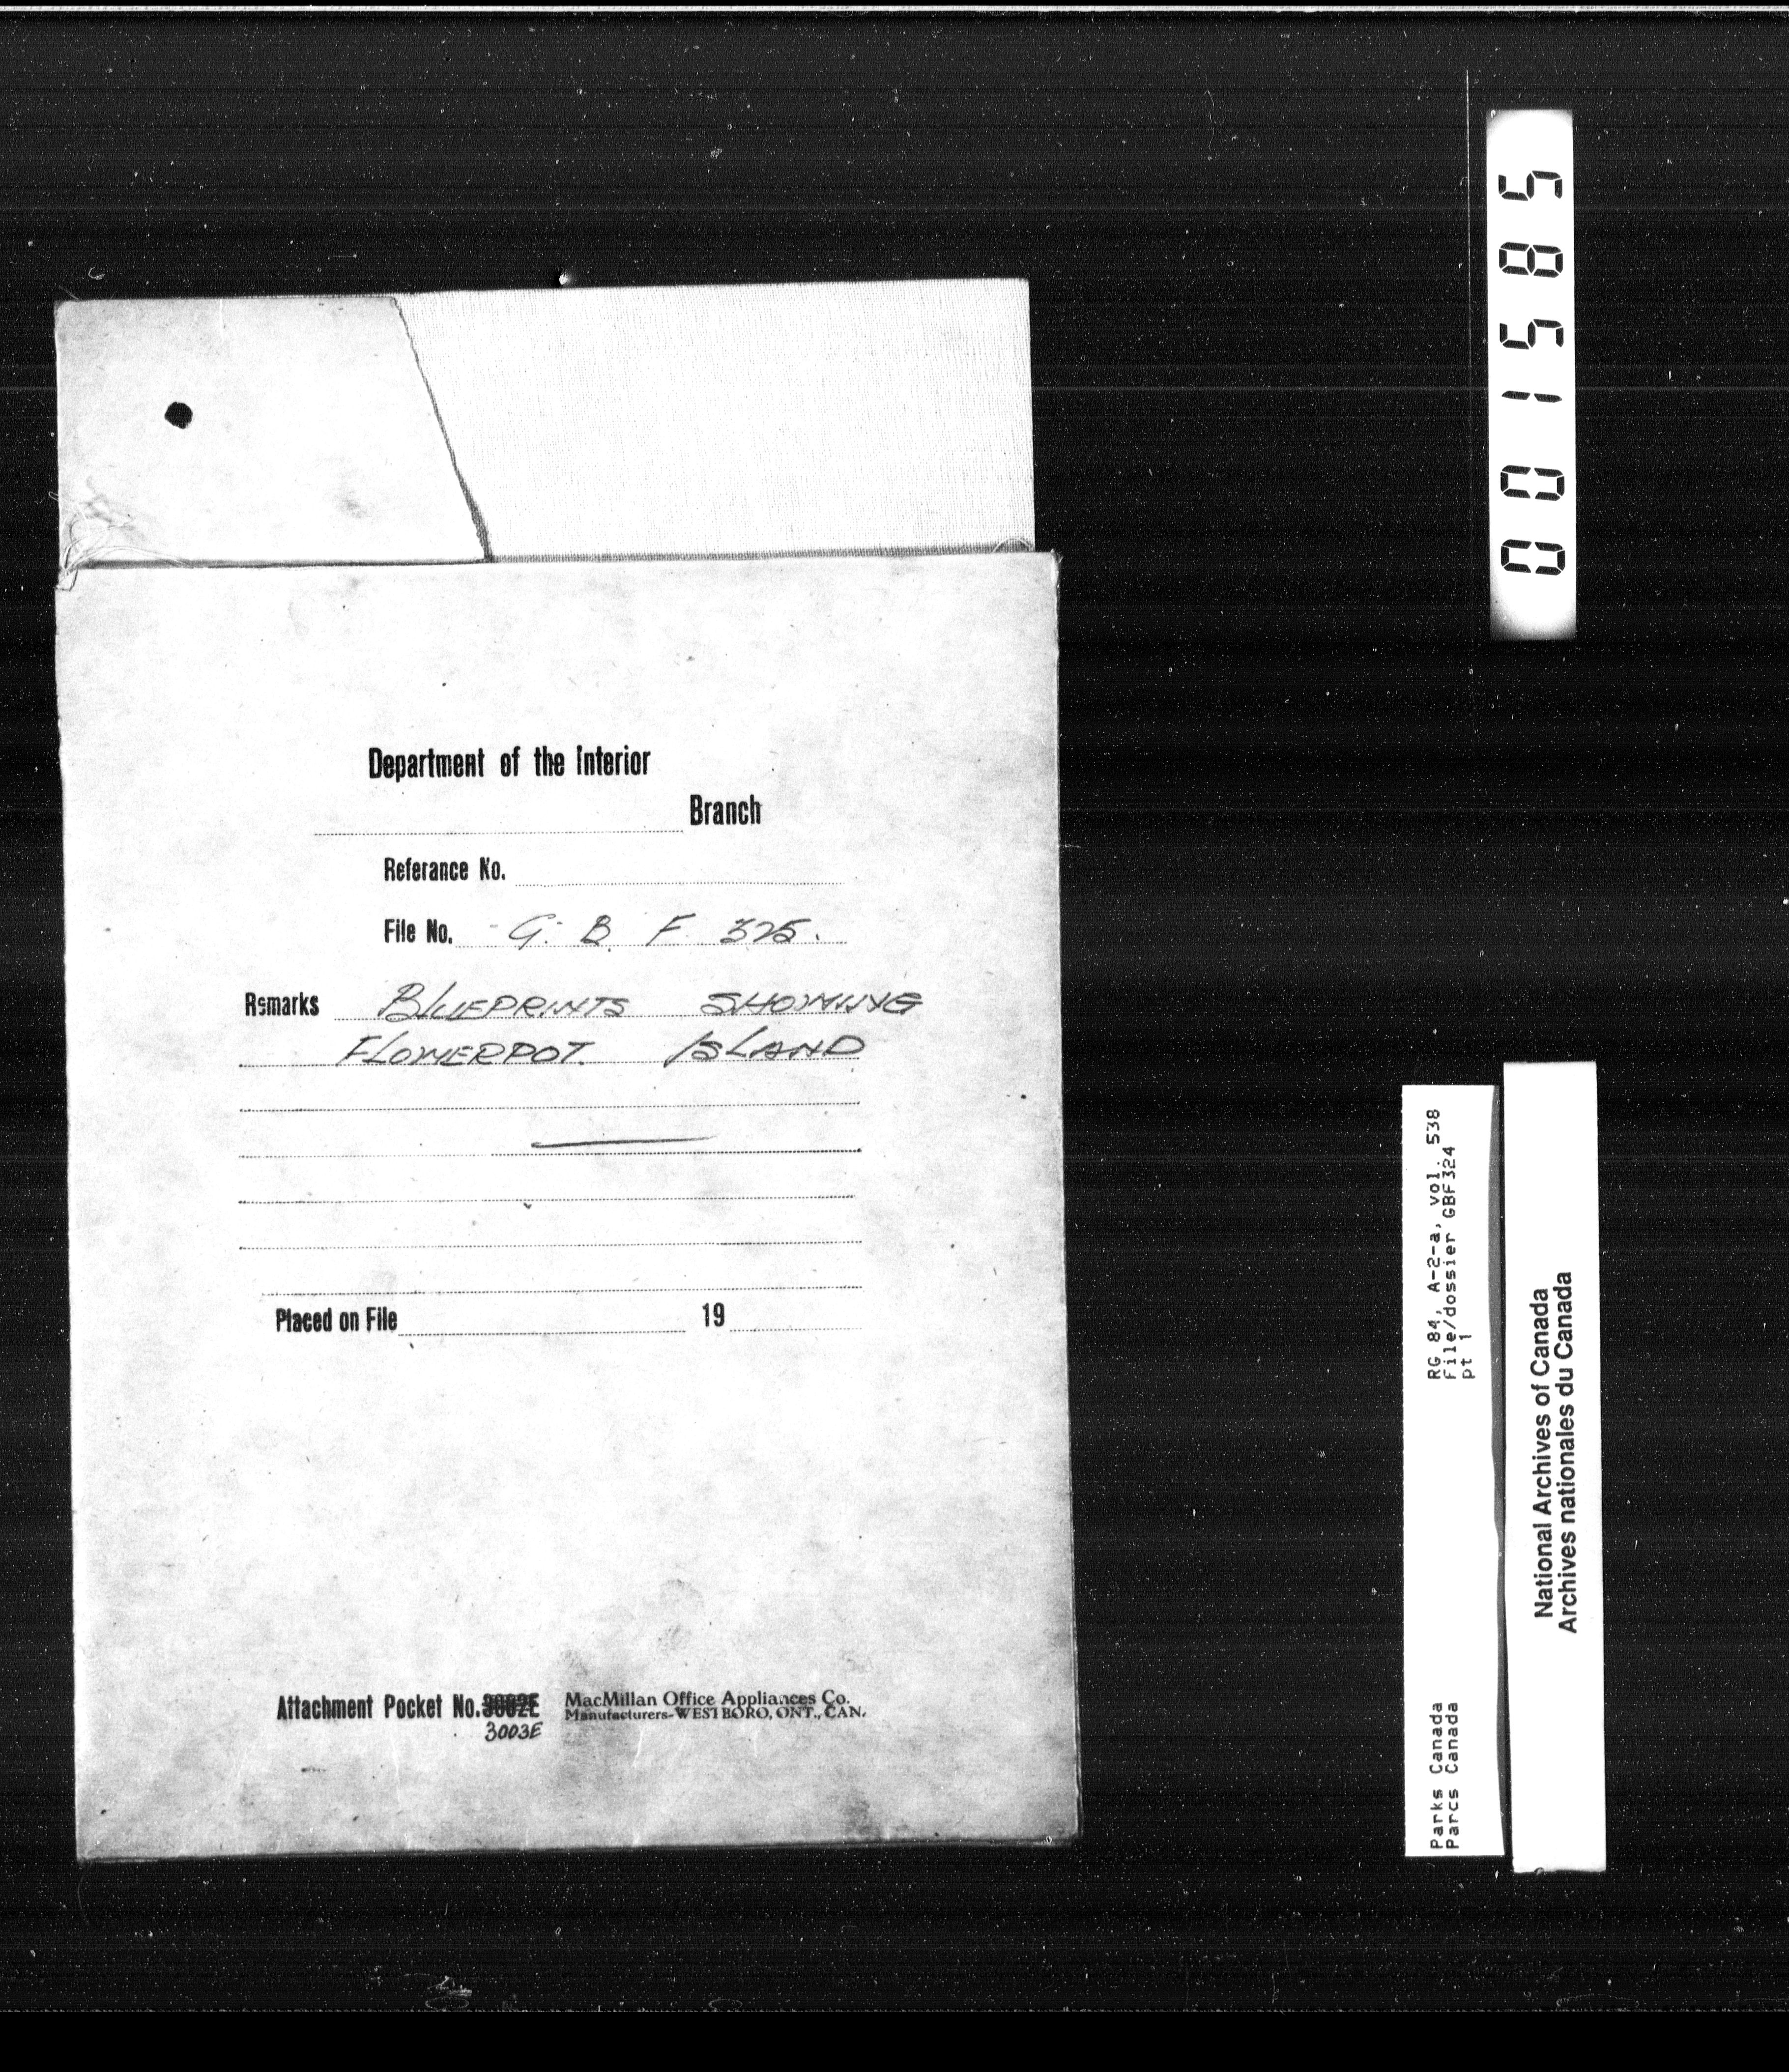 Department of the Interior
Branch
Referance No.
File No. G. B. F. 325.
Remarks BLUEPRINTS SHOWING
FLOWERPOT. ISLAND
Placed on File 19
Attachment Pocket No. 3002E
3003E
MacMillan Office Appliances Co.
Manufacturers-WESTBORO, ONT., CAN.
001585
RG 84, A-2-a, vol. 538
File/dossier GBF324
pt 1
Parks Canada
Parcs Canada
National Archives of Canada
Archives nationales du Canada